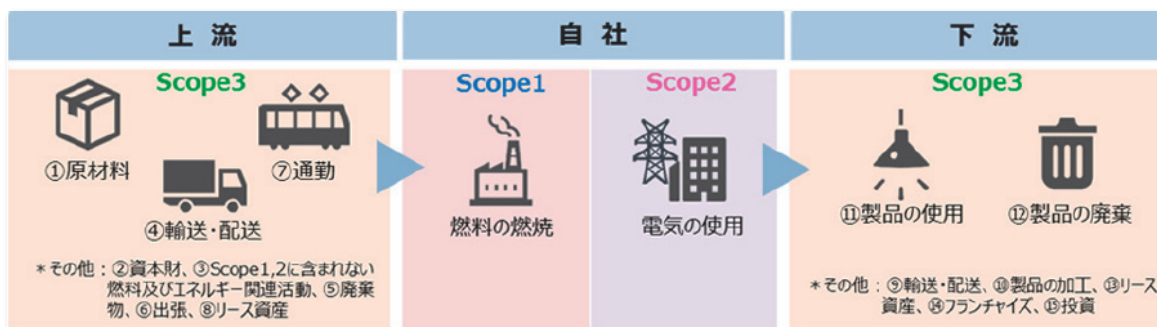 上 流
Scope3
①原材料
⑦通勤
④輸送・配送
＊その他：②資本財、③Scope1,2に含まれない
燃料及びエネルギー関連活動、⑤廃棄
物、⑥出張、⑧リース資産
自 社
Scope1
燃料の燃焼
Scope2
電気の使用
下 流
Scope3
⑪製品の使用
⑫製品の廃棄
＊その他：⑨輸送・配送、⑩製品の加工、⑬リース
資産、⑭フランチャイズ、⑮投資